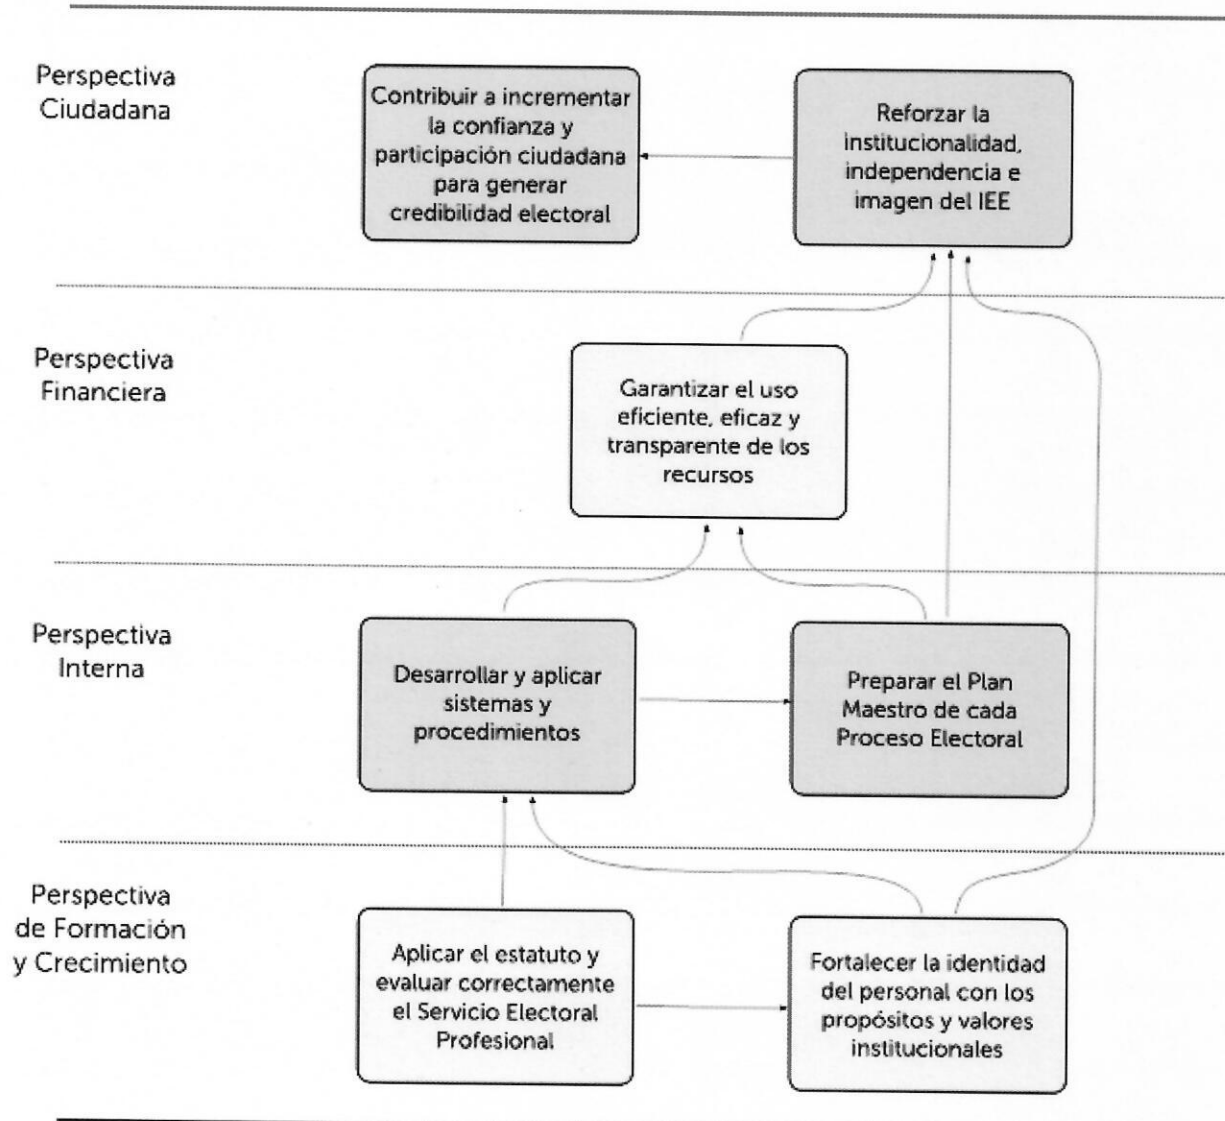 Perspectiva
Ciudadana
Contribuir a incrementar
la confianza y
participación ciudadana
para generar
credibilidad electoral
Reforzar la
institucionalidad,
independencia e
imagen del IEE
Perspectiva
Financiera
Garantizar el uso
eficiente, eficaz y
transparente de los
recursos
Perspectiva
Interna
Desarrollar y aplicar
sistemas y
procedimientos
Preparar el Plan
Maestro de cada
Proceso Electoral
Perspectiva
de Formación
y Crecimiento
Aplicar el estatuto y
evaluar correctamente
el Servicio Electoral
Profesional
Fortalecer la identidad
del personal con los
propósitos y valores
institucionales